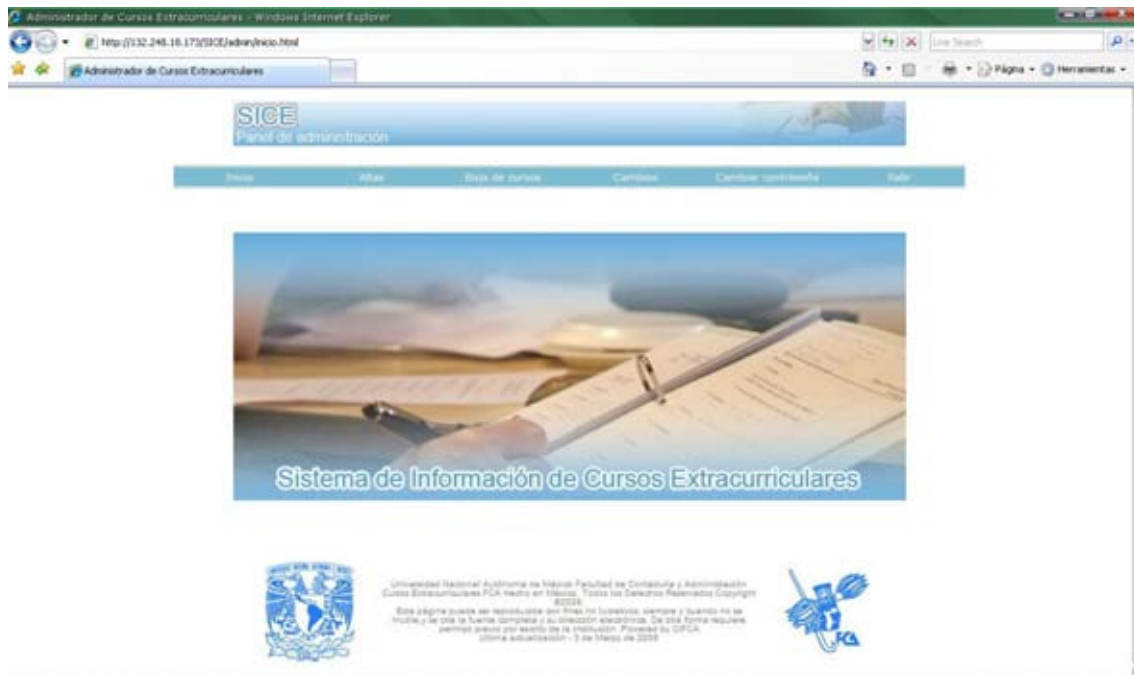 Administrador de Cursos Extracurriculares - Windows Internet Explorer
http://132.248.18.173/SICE/admin/inicio.html
Live Search
Administrador de Cursos Extracurriculares
Página
Herramientas
SICE
Panel de administración
Inicio Altas Baja de cursos Cambios Cambiar contraseña Salir
Sistema de Información de Cursos Extracurriculares
Universidad Nacional Autónoma de México Facultad de Contaduría y Administración
Cursos Extracurriculares FCA Hecho en México. Todos los Derechos Reservados Copyright
Esta página puede ser reproducida con fines no lucrativos, siempre y cuando no se
mutile, y se cite la fuente completa y su dirección electrónica. De otra forma requiere
permiso previo por escrito de la institución. Powered by CIFCA
Última actualización - 3 de Marzo de
FCA